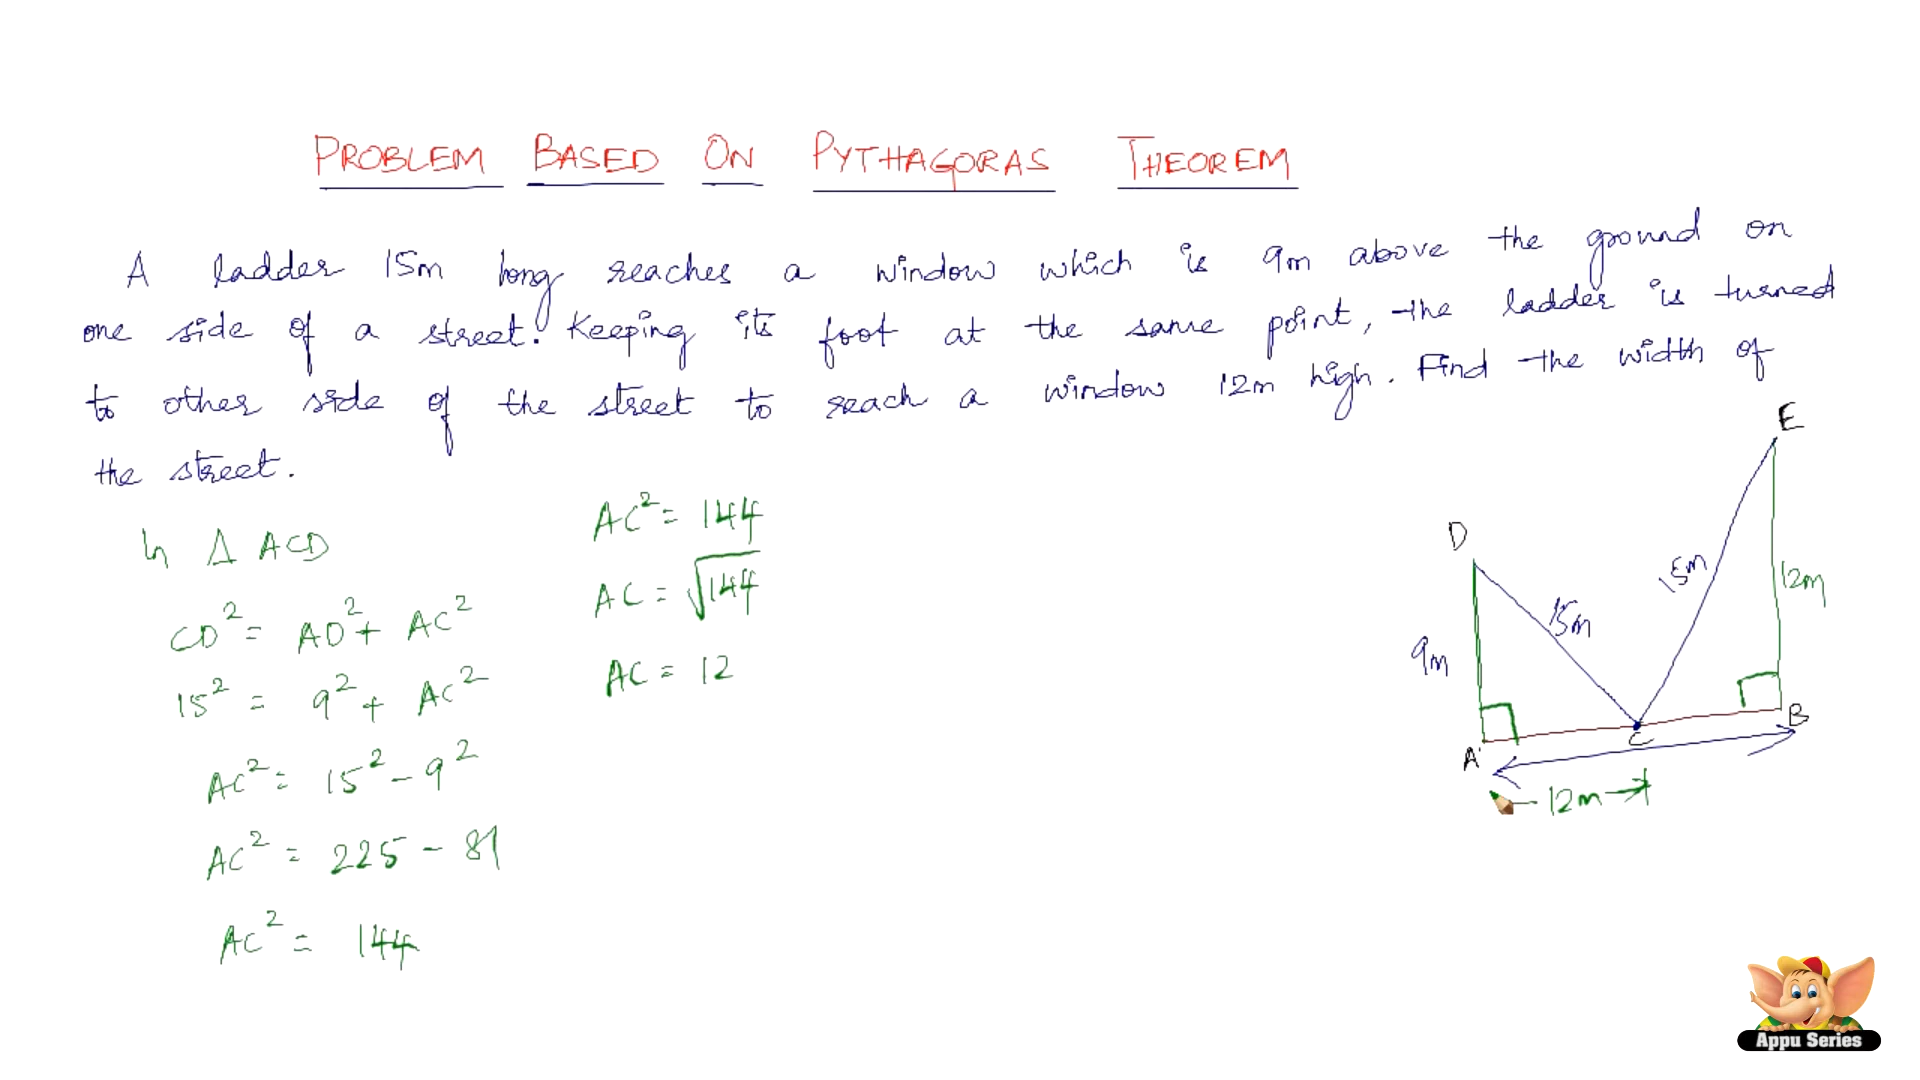 PROBLEM BASED ON PYTHAGORAS THEOREM
A ladder 15m long reaches a window which is 9m above the ground on
one side of a street. Keeping its foot at the same point, the ladder is turned
to other side of the street to reach a window 12m high. Find the width of
the street.
In Δ ACD
CD² = AD² + AC²
15² = 9² + AC²
AC² = 15² - 9²
AC² = 225 - 81
AC² = 144
AC² = 144
AC = √144
AC = 12
E
D
15m
12m
15m
9m
B
C
A
12m
Appu Series